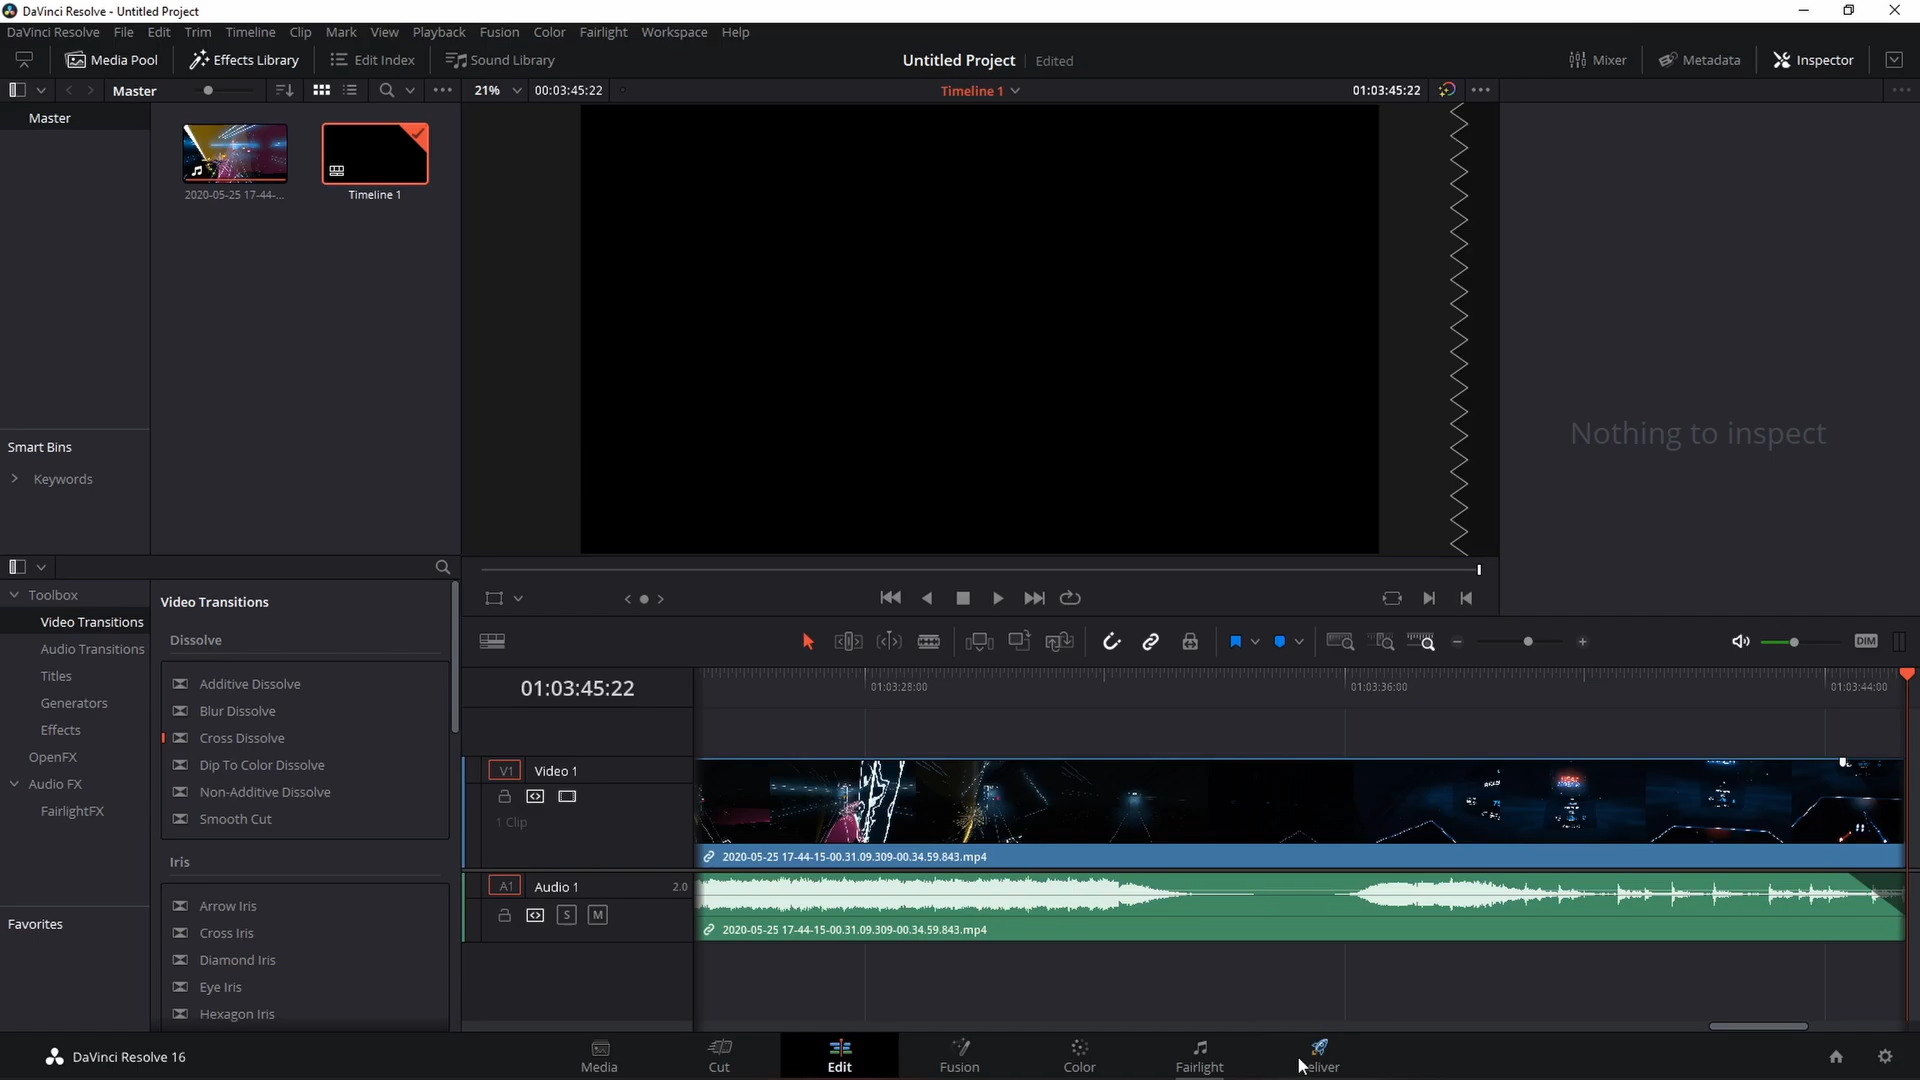 DaVinci Resolve - Untitled Project
DaVinci Resolve File Edit Trim Timeline Clip Mark View Playback Fusion Color Fairlight Workspace Help
Media Pool Effects Library Edit Index Sound Library Untitled Project Edited Mixer Metadata Inspector
Master 21% 00:03:45:22 Timeline 1 01:03:45:22
Master
2020-05-25 17-44-... Timeline 1
Nothing to inspect
Smart Bins
Keywords
Toolbox
Video Transitions
Audio Transitions
Titles
Generators
Effects
OpenFX
Audio FX
FairlightFX
Favorites
Video Transitions
Dissolve
Additive Dissolve
Blur Dissolve
Cross Dissolve
Dip To Color Dissolve
Non-Additive Dissolve
Smooth Cut
Iris
Arrow Iris
Cross Iris
Diamond Iris
Eye Iris
Hexagon Iris
DIM
01:03:45:22 01:03:28:00 01:03:36:00 01:03:44:00
V1 Video 1
1 Clip
2020-05-25 17-44-15-00.31.09.309-00.34.59.843.mp4
A1 Audio 1 2.0
S M
2020-05-25 17-44-15-00.31.09.309-00.34.59.843.mp4
DaVinci Resolve 16 Media Cut Edit Fusion Color Fairlight